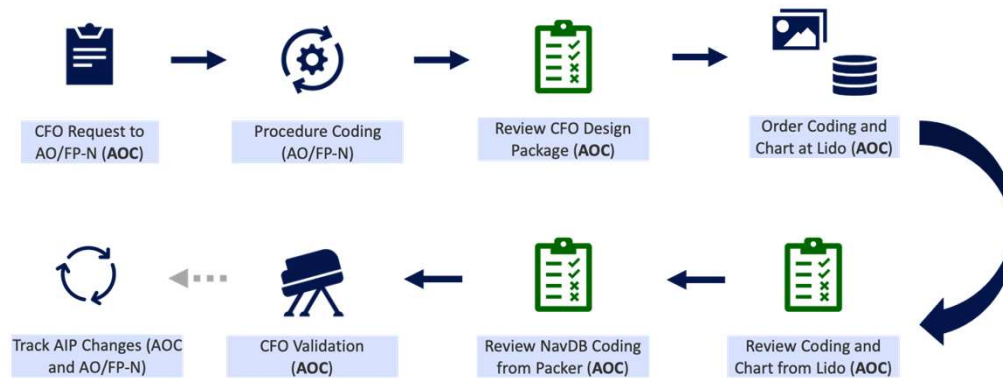 CFO Request to
AO/FP-N (AOC)
Procedure Coding
(AO/FP-N)
Review CFO Design
Package (AOC)
Order Coding and
Chart at Lido (AOC)
Track AIP Changes (AOC
and AO/FP-N)
CFO Validation
(AOC)
Review NavDB Coding
from Packer (AOC)
Review Coding and
Chart from Lido (AOC)